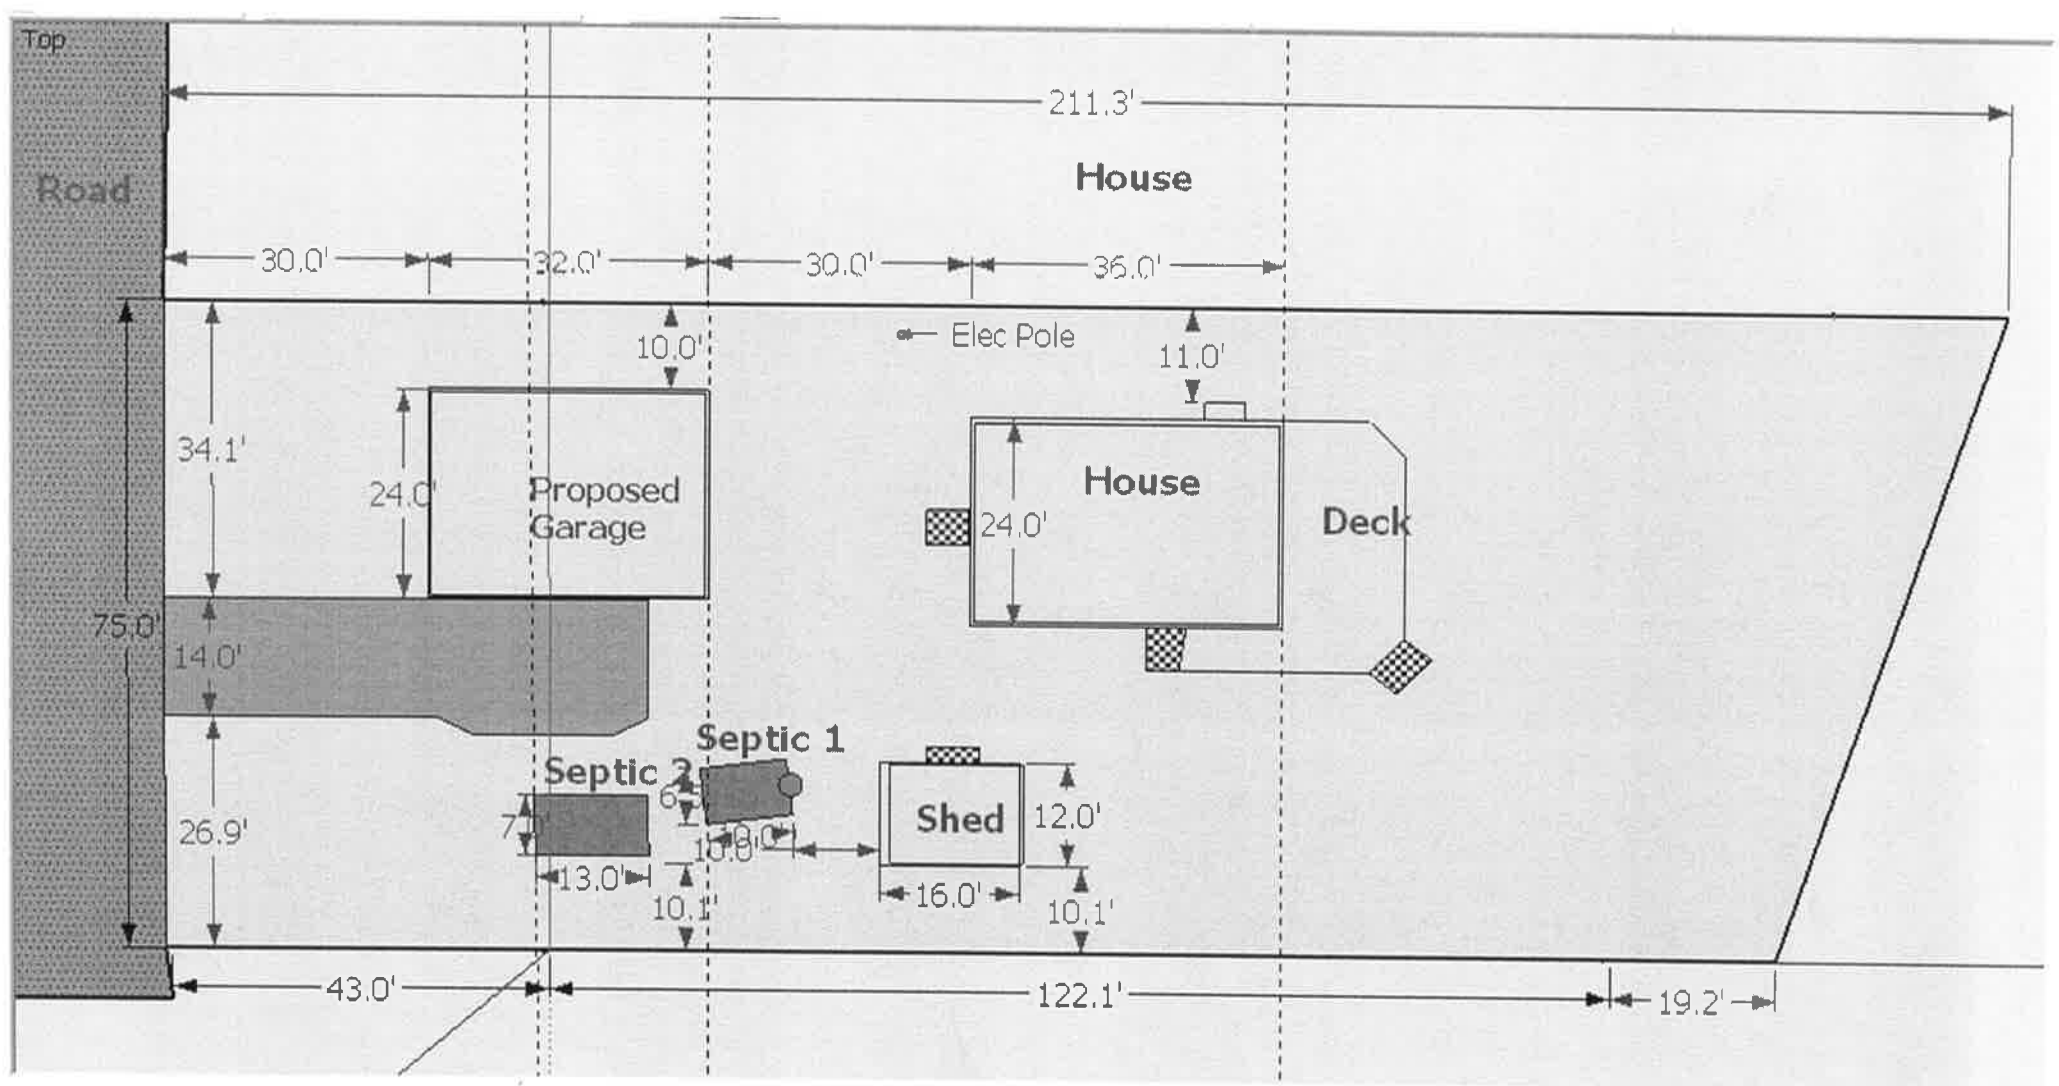 Top
211.3'
House
Road
30.0'
32.0'
30.0'
36.0'
Elec Pole
10.0'
11.0'
34.1'
24.0'
Proposed
Garage
House
24.0'
Deck
75.0'
14.0'
Septic 1
Septic 2
Shed
12.0'
26.9'
10.0'
13.0'
10.1'
16.0'
10.1'
43.0'
122.1'
19.2'